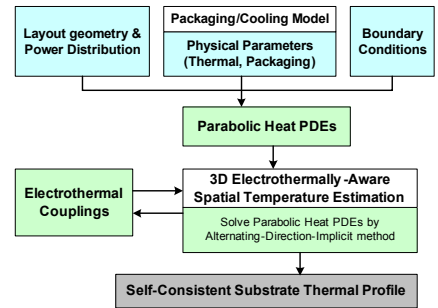 Layout geometry &
Power Distribution
Packaging/Cooling Model
Physical Parameters
(Thermal, Packaging)
Boundary
Conditions
Parabolic Heat PDEs
Electrothermal
Couplings
3D Electrothermally-Aware
Spatial Temperature Estimation
Solve Parabolic Heat PDEs by
Alternating-Direction-Implicit method
Self-Consistent Substrate Thermal Profile